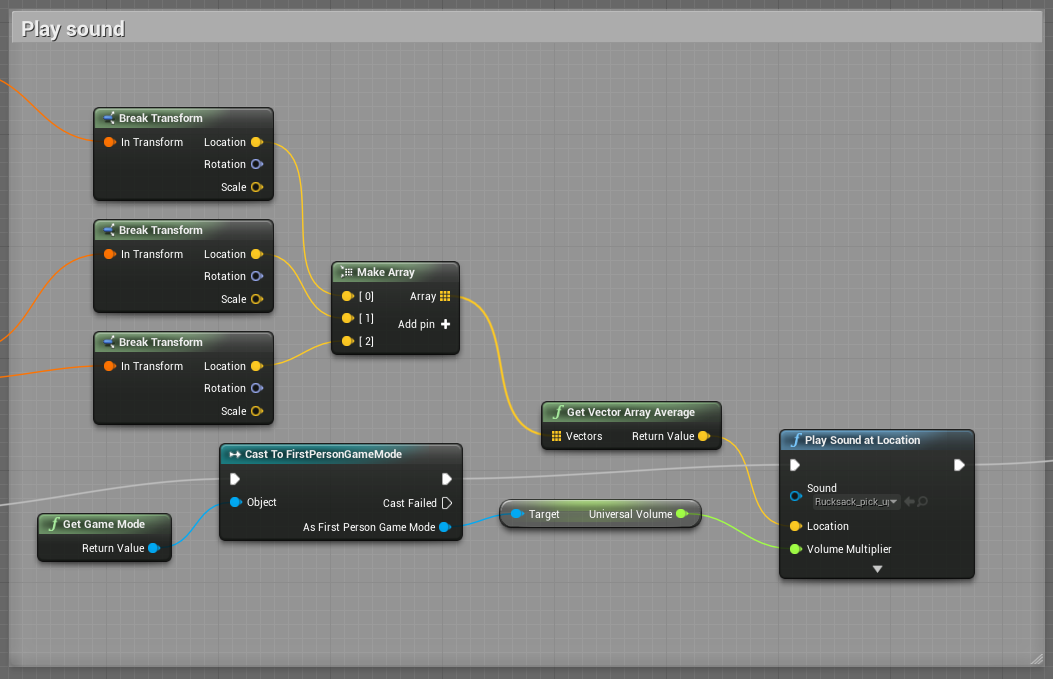 Play sound
Break Transform
In Transform Location
Rotation
Scale
Break Transform
In Transform Location
Rotation
Scale
Break Transform
In Transform Location
Rotation
Scale
Make Array
[ 0] Array
[ 1]
Add pin
[ 2]
Get Vector Array Average
Vectors Return Value
Cast To FirstPersonGameMode
Object
Cast Failed
As First Person Game Mode
Get Game Mode
Return Value
Target Universal Volume
Play Sound at Location
Sound
Rucksack_pick_up
Location
Volume Multiplier